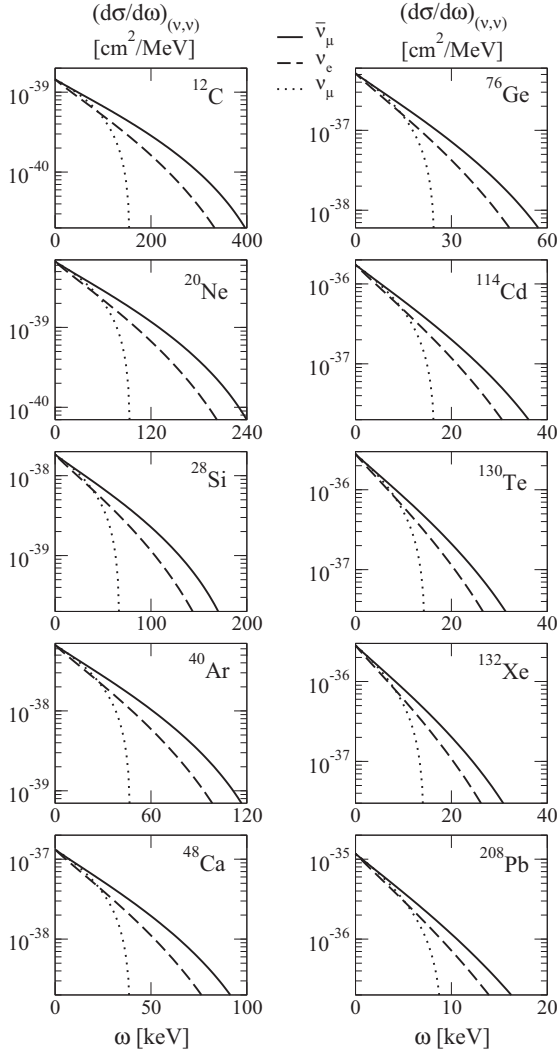 (dσ/dω)(ν,ν)
[cm²/MeV]
ν̄μ
νe
νμ
(dσ/dω)(ν,ν)
[cm²/MeV]
¹²C
10⁻³⁹
10⁻⁴⁰
0 200 400
⁷⁶Ge
10⁻³⁷
10⁻³⁸
0 30 60
²⁰Ne
10⁻³⁹
10⁻⁴⁰
0 120 240
¹¹⁴Cd
10⁻³⁶
10⁻³⁷
0 20 40
²⁸Si
10⁻³⁸
10⁻³⁹
0 100 200
¹³⁰Te
10⁻³⁶
10⁻³⁷
0 20 40
⁴⁰Ar
10⁻³⁸
10⁻³⁹
0 60 120
¹³²Xe
10⁻³⁶
10⁻³⁷
0 20 40
⁴⁸Ca
10⁻³⁷
10⁻³⁸
0 50 100
ω [keV]
²⁰⁸Pb
10⁻³⁵
10⁻³⁶
0 10 20
ω [keV]